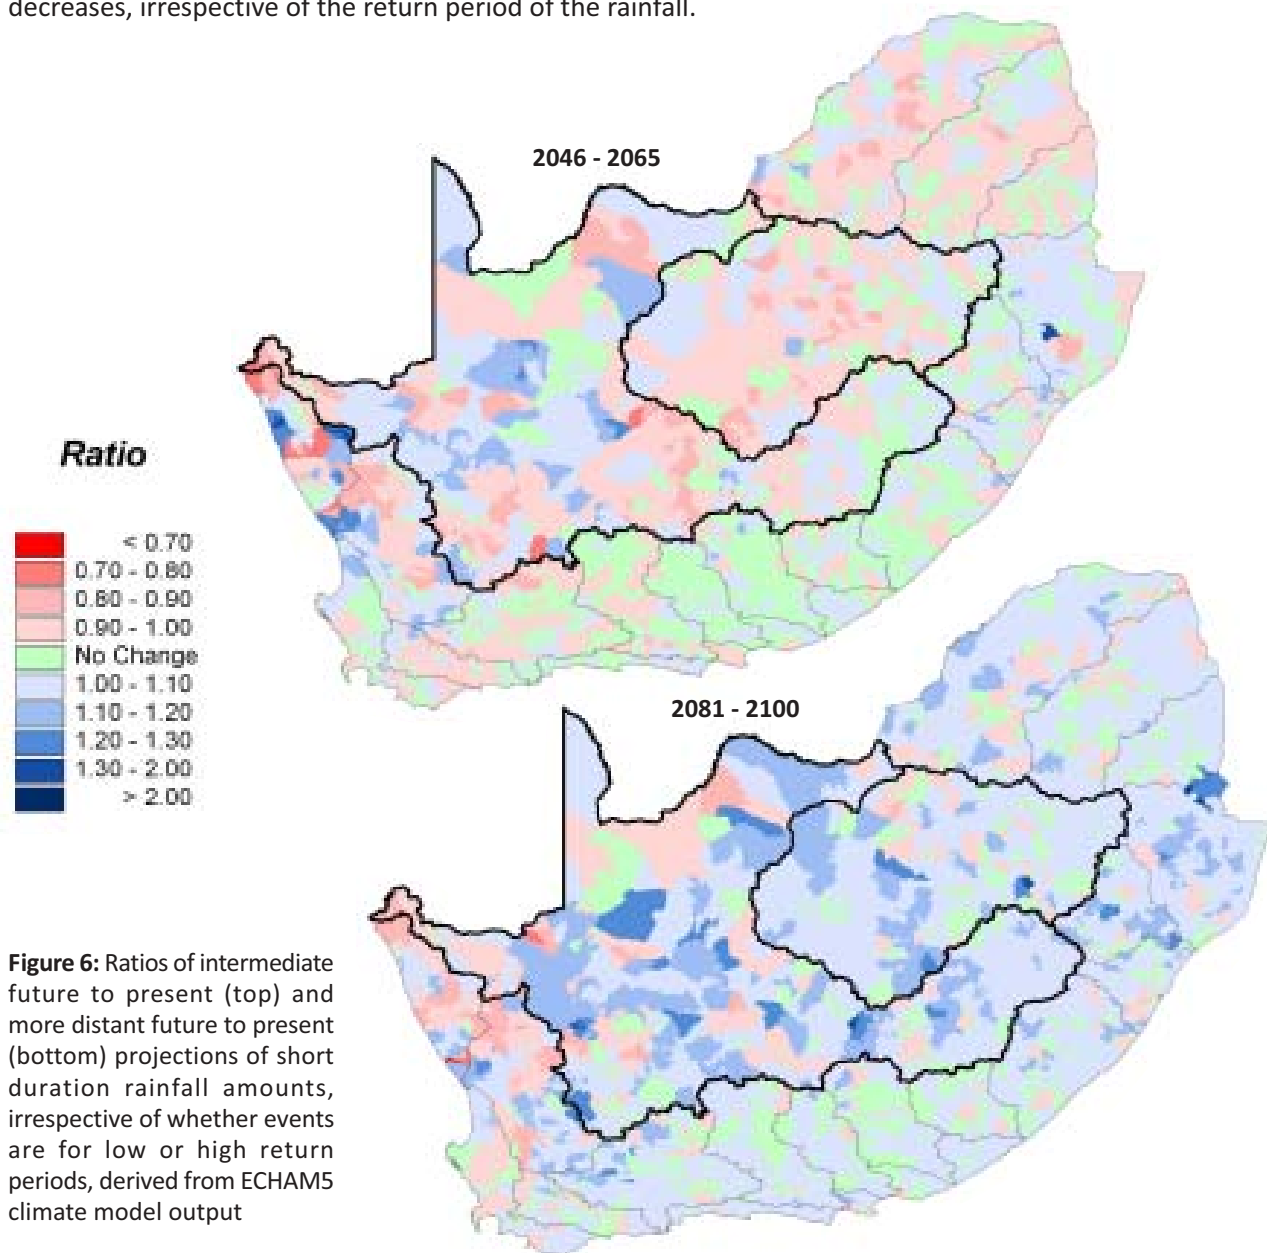 decreases, irrespective of the return period of the rainfall.
2046 - 2065
Ratio
< 0.70
0.70 - 0.80
0.80 - 0.90
0.90 - 1.00
No Change
1.00 - 1.10
1.10 - 1.20
1.20 - 1.30
1.30 - 2.00
> 2.00
2081 - 2100
Figure 6: Ratios of intermediate
future to present (top) and
more distant future to present
(bottom) projections of short
duration rainfall amounts,
irrespective of whether events
are for low or high return
periods, derived from ECHAM5
climate model output